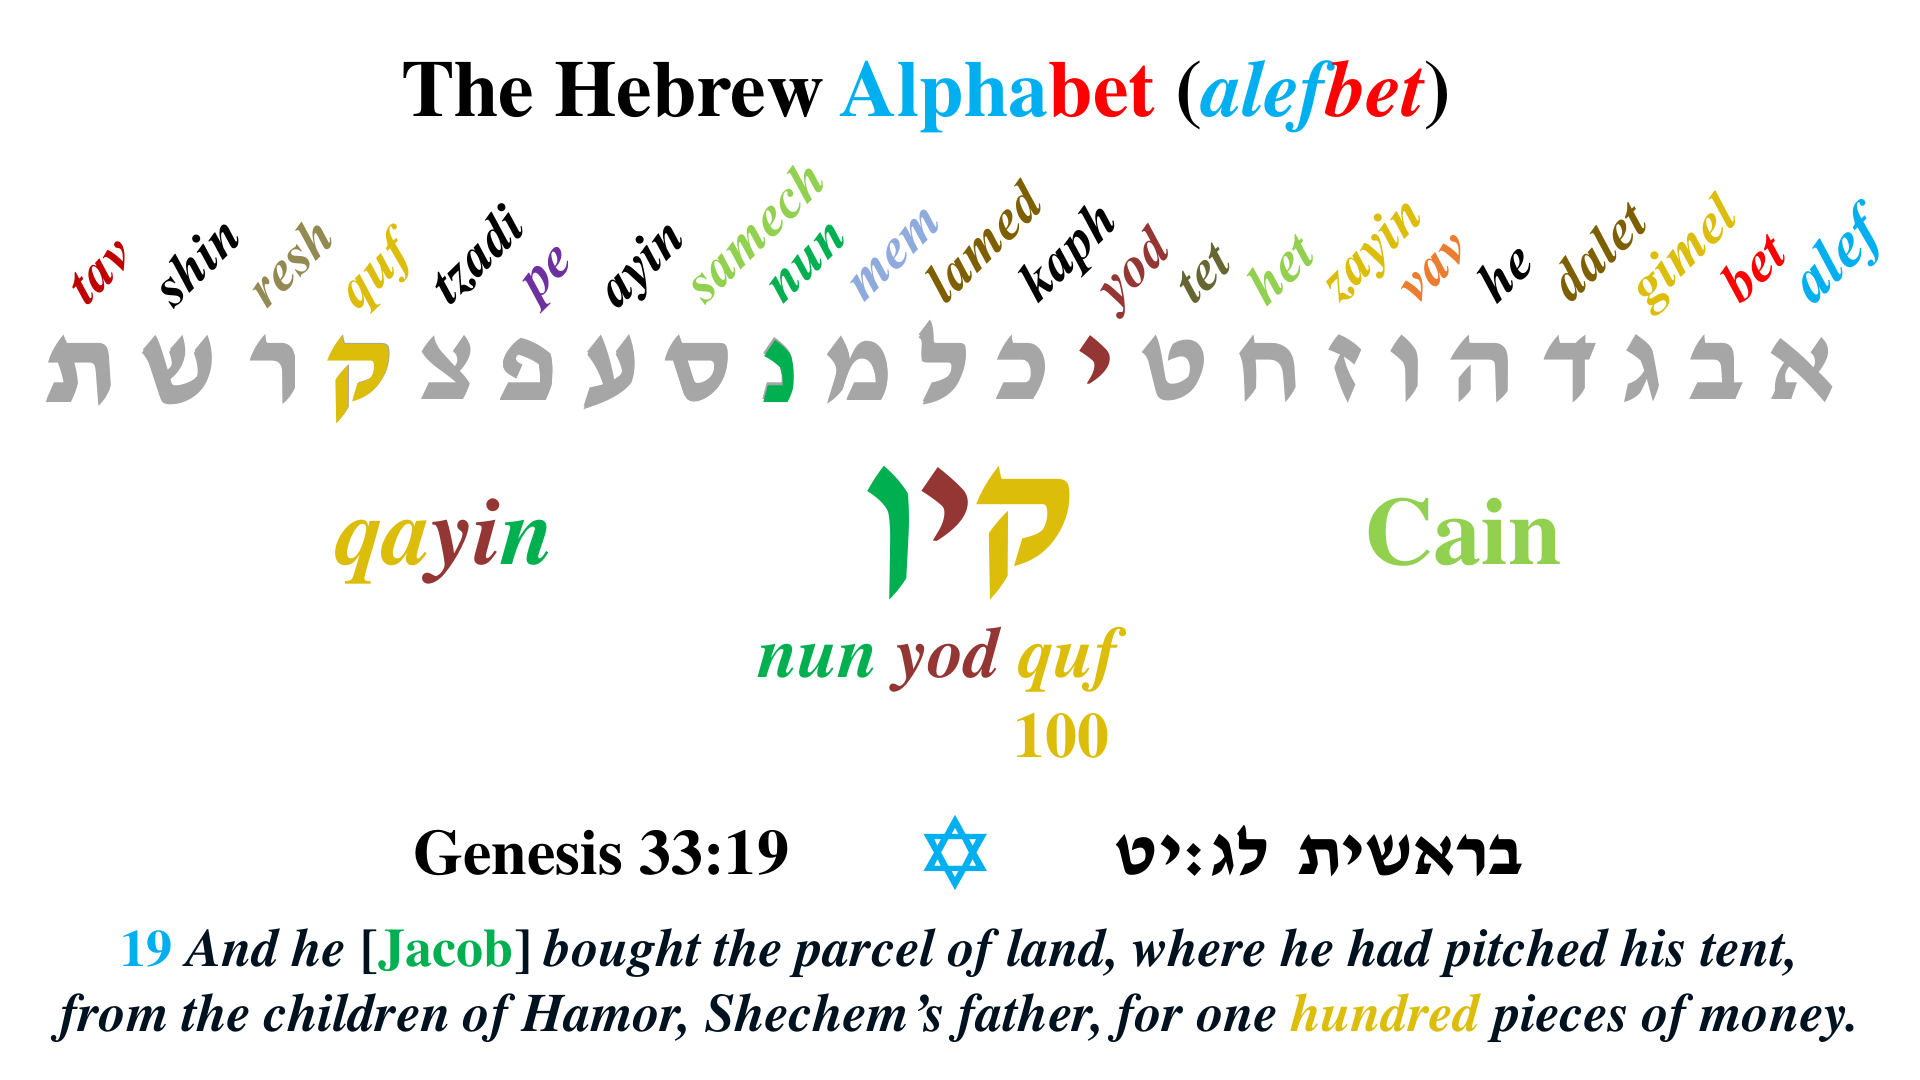 The Hebrew Alphabet (alefbet)
tav shin resh quf tzadi pe ayin samech nun mem lamed kaph yod tet het zayin vav he dalet gimel bet alef
א ב ג ד ה ו ז ח ט י כ ל מ נ ס ע פ צ ק ר ש ת
qayin קין Cain
nun yod quf
100
Genesis 33:19 ✡ בראשית לג:יט
19 And he [Jacob] bought the parcel of land, where he had pitched his tent,
from the children of Hamor, Shechem’s father, for one hundred pieces of money.